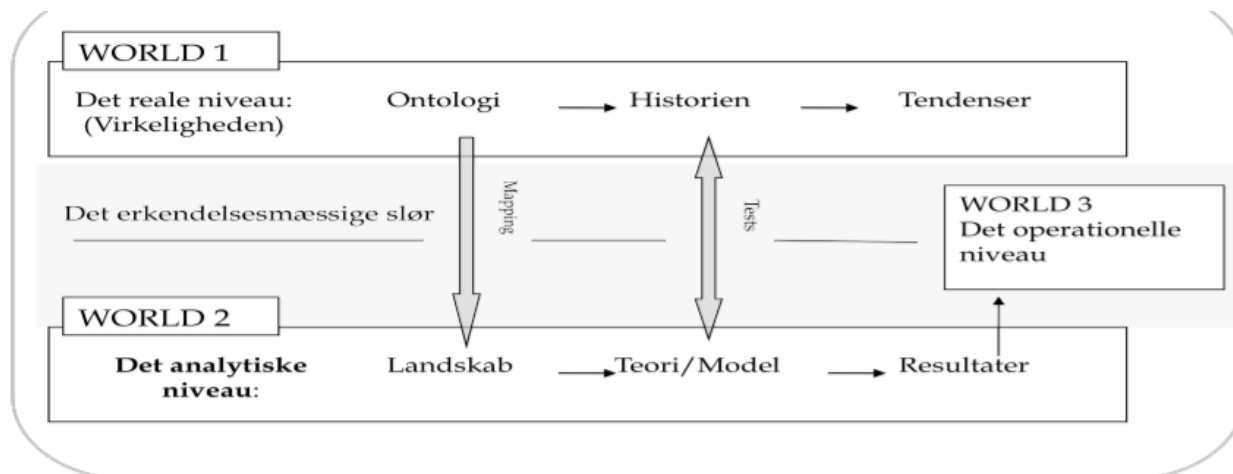 WORLD 1
Det reale niveau: Ontologi Historien Tendenser
(Virkeligheden)
Mapping
Tests
Det erkendelsesmæssige slør
WORLD 3
Det operationelle
niveau
WORLD 2
Det analytiske Landskab Teori/Model Resultater
niveau: